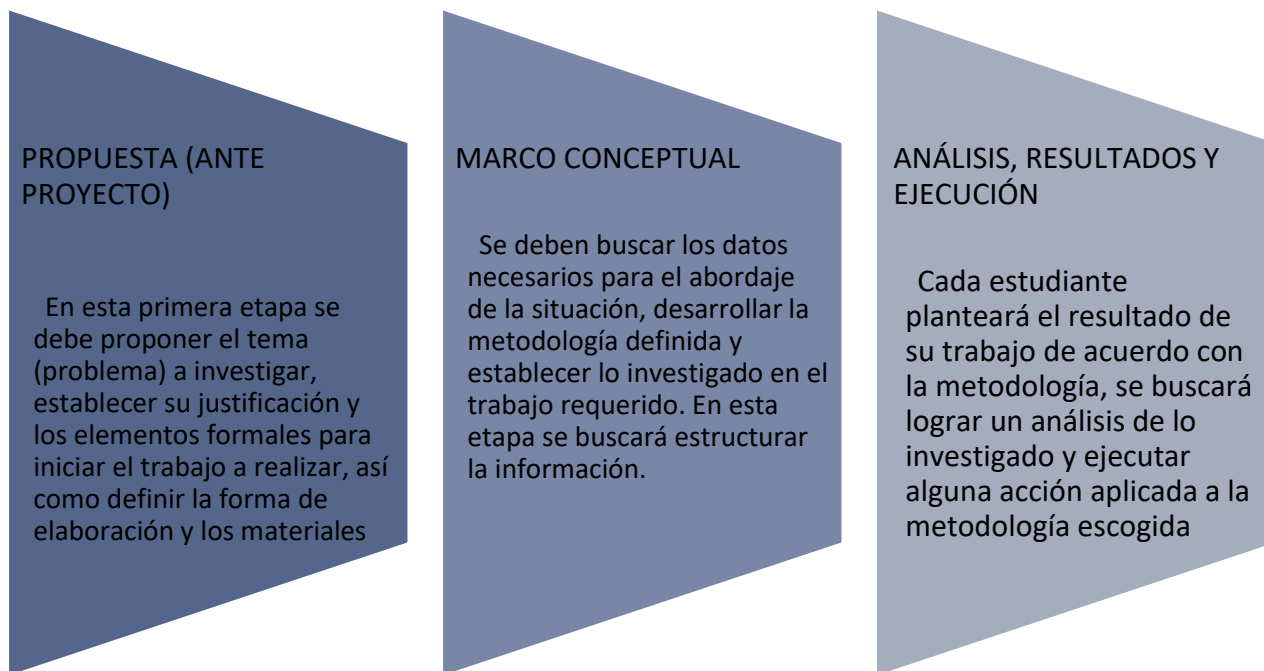 PROPUESTA (ANTE
PROYECTO)
En esta primera etapa se
debe proponer el tema
(problema) a investigar,
establecer su justificación y
los elementos formales para
iniciar el trabajo a realizar, así
como definir la forma de
elaboración y los materiales
MARCO CONCEPTUAL
Se deben buscar los datos
necesarios para el abordaje
de la situación, desarrollar la
metodología definida y
establecer lo investigado en el
trabajo requerido. En esta
etapa se buscará estructurar
la información.
ANÁLISIS, RESULTADOS Y
EJECUCIÓN
Cada estudiante
planteará el resultado de
su trabajo de acuerdo con
la metodología, se buscará
lograr un análisis de lo
investigado y ejecutar
alguna acción aplicada a la
metodología escogida